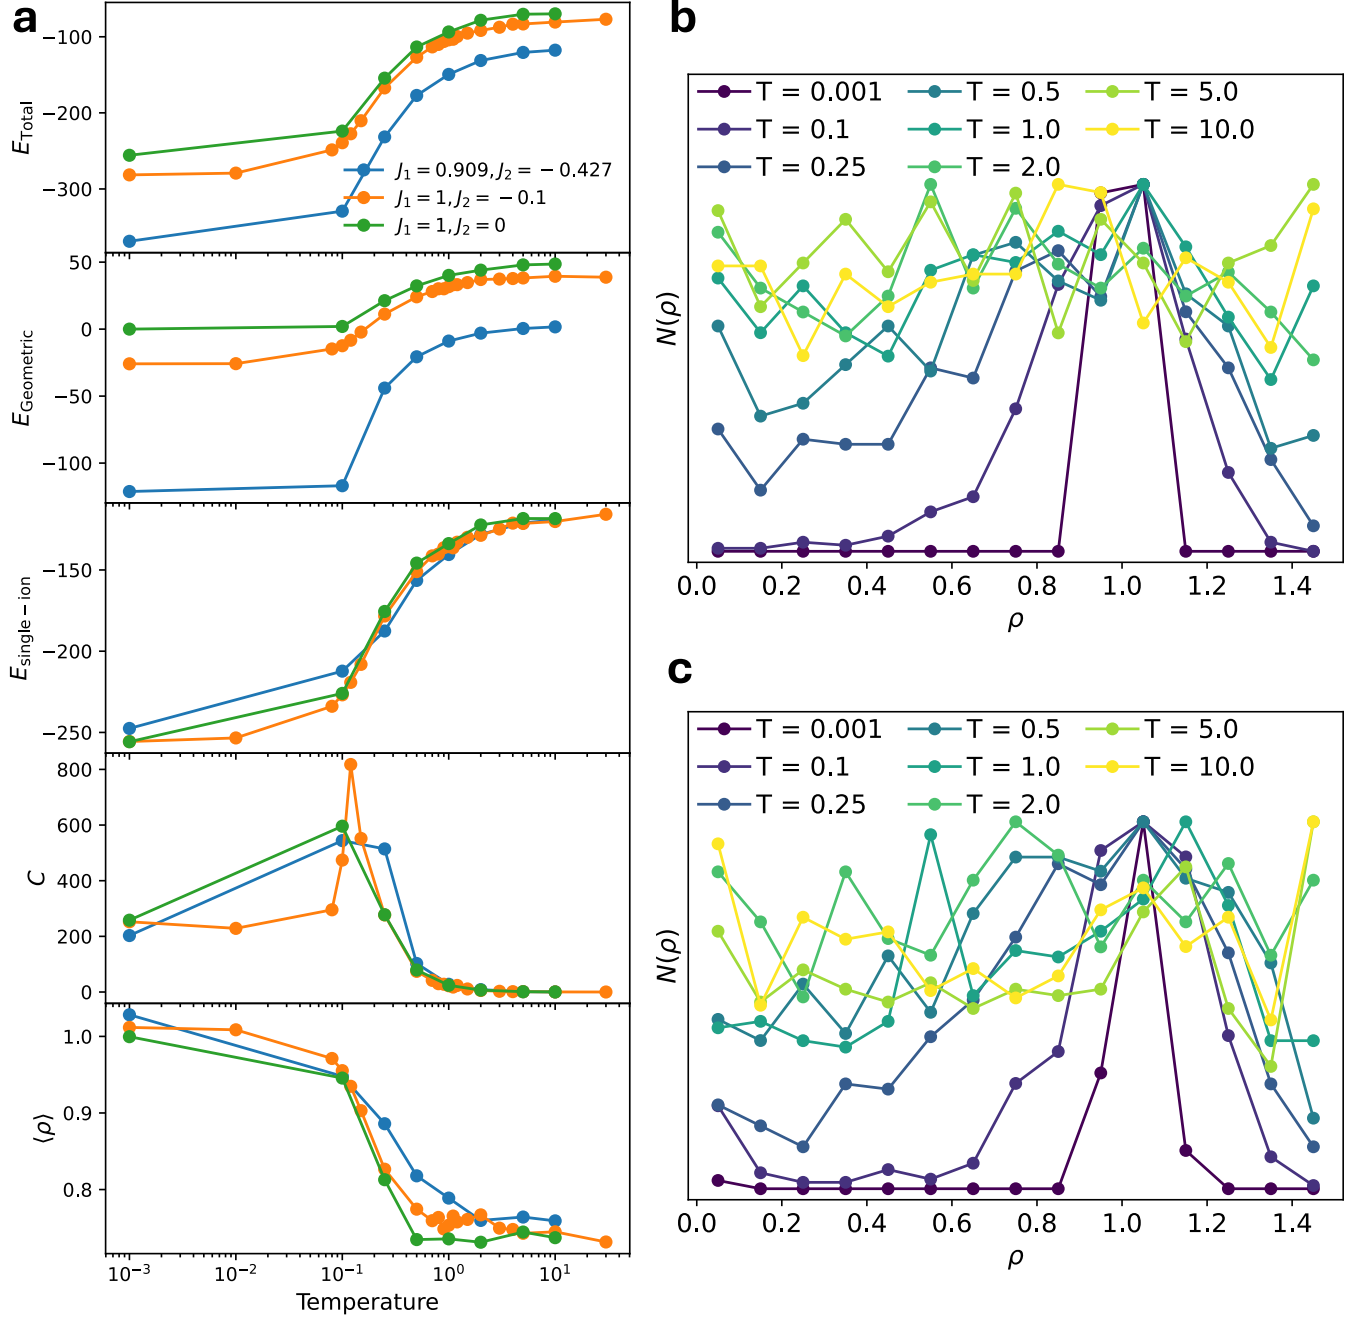 a
E_Total
−100
−200
−300
J₁ = 0.909, J₂ = −0.427
J₁ = 1, J₂ = −0.1
J₁ = 1, J₂ = 0
E_Geometric
50
0
−50
−100
E_single−ion
−150
−200
−250
C
800
600
400
200
0
⟨ρ⟩
1.0
0.9
0.8
10⁻³ 10⁻² 10⁻¹ 10⁰ 10¹
Temperature
b
T = 0.001 T = 0.5 T = 5.0
T = 0.1 T = 1.0 T = 10.0
T = 0.25 T = 2.0
N(ρ)
0.0 0.2 0.4 0.6 0.8 1.0 1.2 1.4
ρ
c
T = 0.001 T = 0.5 T = 5.0
T = 0.1 T = 1.0 T = 10.0
T = 0.25 T = 2.0
N(ρ)
0.0 0.2 0.4 0.6 0.8 1.0 1.2 1.4
ρ